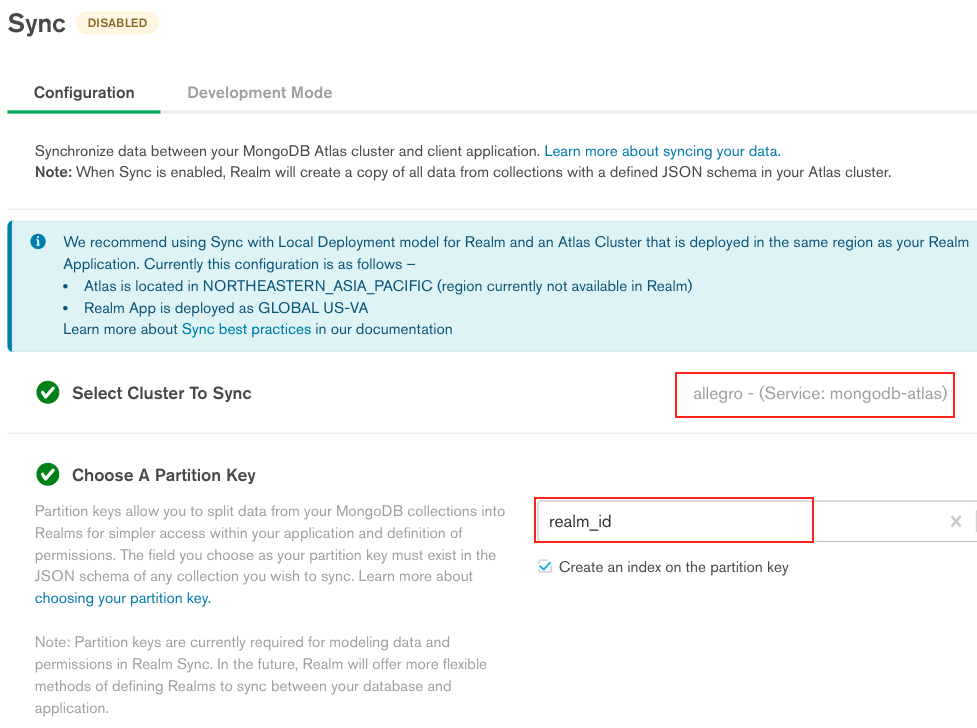 Sync DISABLED
Configuration Development Mode
Synchronize data between your MongoDB Atlas cluster and client application. Learn more about syncing your data.
Note: When Sync is enabled, Realm will create a copy of all data from collections with a defined JSON schema in your Atlas cluster.
We recommend using Sync with Local Deployment model for Realm and an Atlas Cluster that is deployed in the same region as your Realm
Application. Currently this configuration is as follows –
• Atlas is located in NORTHEASTERN_ASIA_PACIFIC (region currently not available in Realm)
• Realm App is deployed as GLOBAL US-VA
Learn more about Sync best practices in our documentation
Select Cluster To Sync allegro - (Service: mongodb-atlas)
Choose A Partition Key
Partition keys allow you to split data from your MongoDB collections into
Realms for simpler access within your application and definition of
permissions. The field you choose as your partition key must exist in the
JSON schema of any collection you wish to sync. Learn more about
choosing your partition key.
realm_id
Create an index on the partition key
Note: Partition keys are currently required for modeling data and
permissions in Realm Sync. In the future, Realm will offer more flexible
methods of defining Realms to sync between your database and
application.